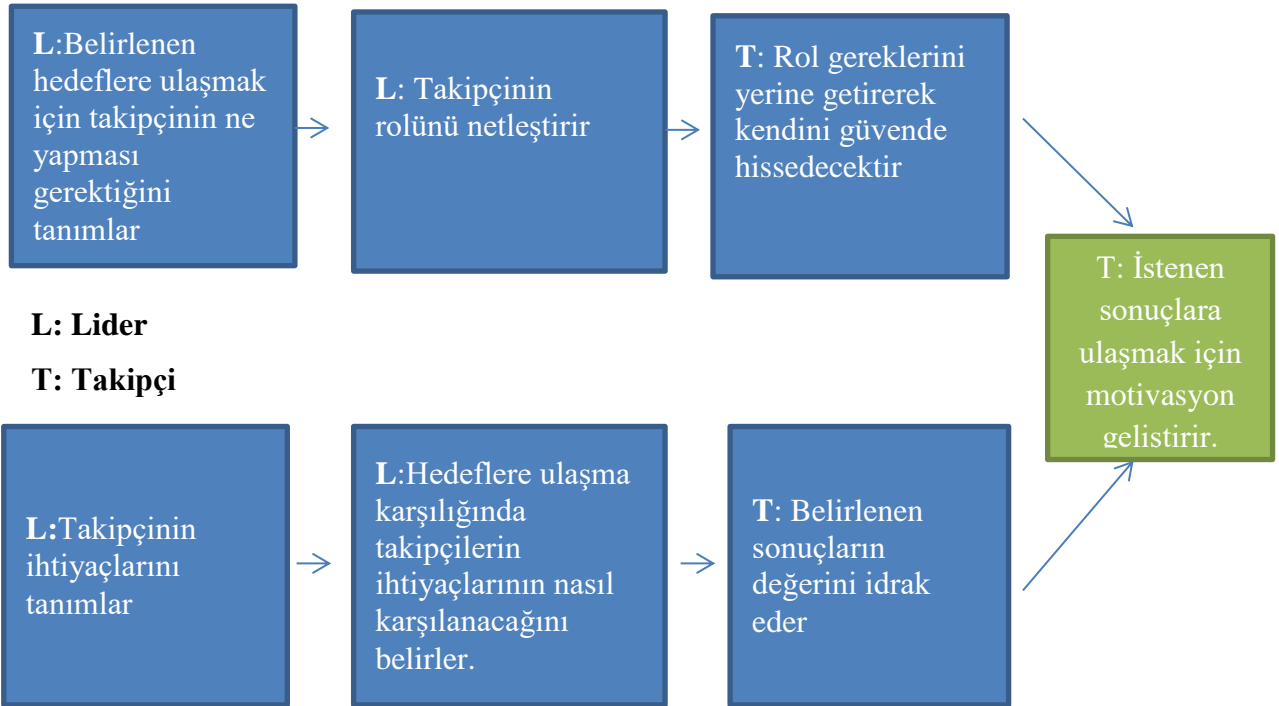 L:Belirlenen
hedeflere ulaşmak
için takipçinin ne
yapması
gerektiğini
tanımlar
L: Takipçinin
rolünü netleştirir
T: Rol gereklerini
yerine getirerek
kendini güvende
hissedecektir
T: İstenen
sonuçlara
ulaşmak için
motivasyon
geliştirir.
L: Lider
T: Takipçi
L:Takipçinin
ihtiyaçlarını
tanımlar
L:Hedeflere ulaşma
karşılığında
takipçilerin
ihtiyaçlarının nasıl
karşılanacağını
belirler.
T: Belirlenen
sonuçların
değerini idrak
eder